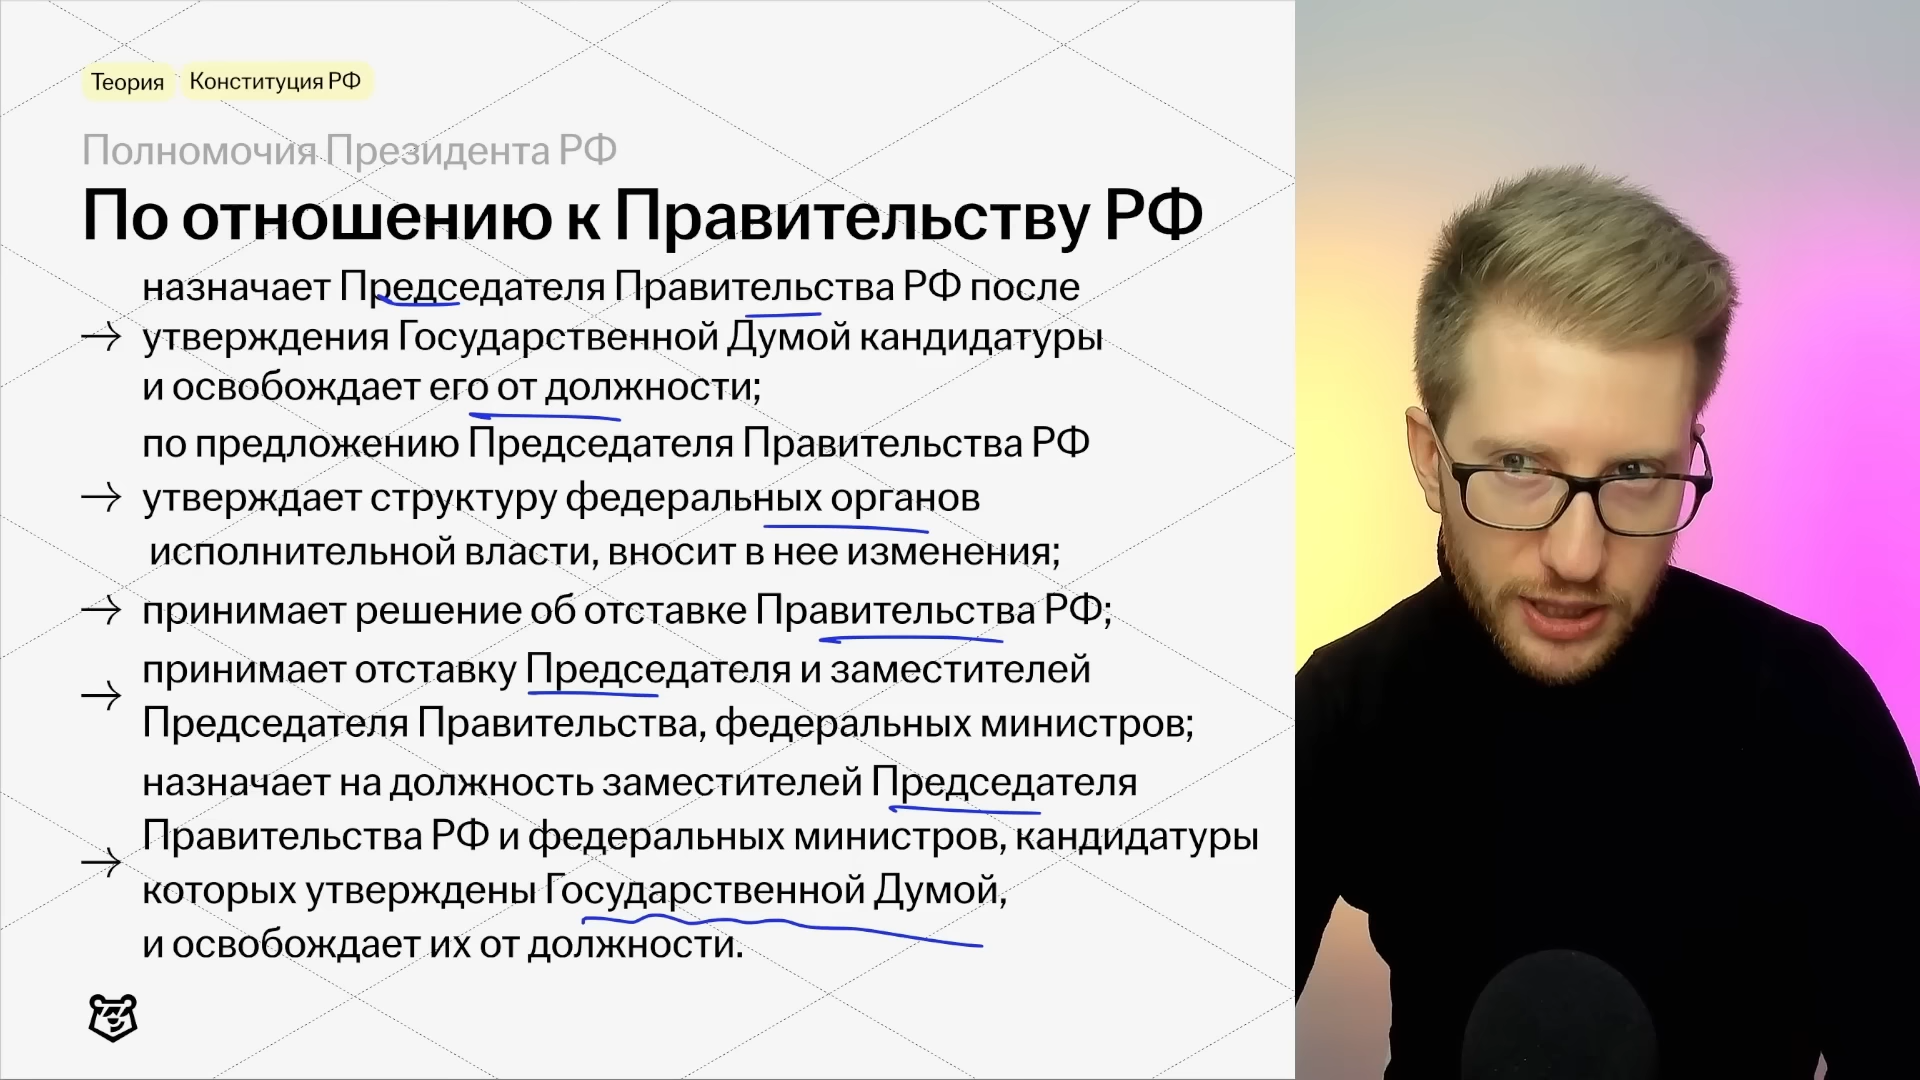 Теория Конституция РФ
Полномочия Президента РФ
По отношению к Правительству РФ
назначает Председателя Правительства РФ после
→ утверждения Государственной Думой кандидатуры
и освобождает его от должности;
по предложению Председателя Правительства РФ
→ утверждает структуру федеральных органов
исполнительной власти, вносит в нее изменения;
→ принимает решение об отставке Правительства РФ;
→ принимает отставку Председателя и заместителей
Председателя Правительства, федеральных министров;
назначает на должность заместителей Председателя
Правительства РФ и федеральных министров, кандидатуры
→ которых утверждены Государственной Думой,
и освобождает их от должности.